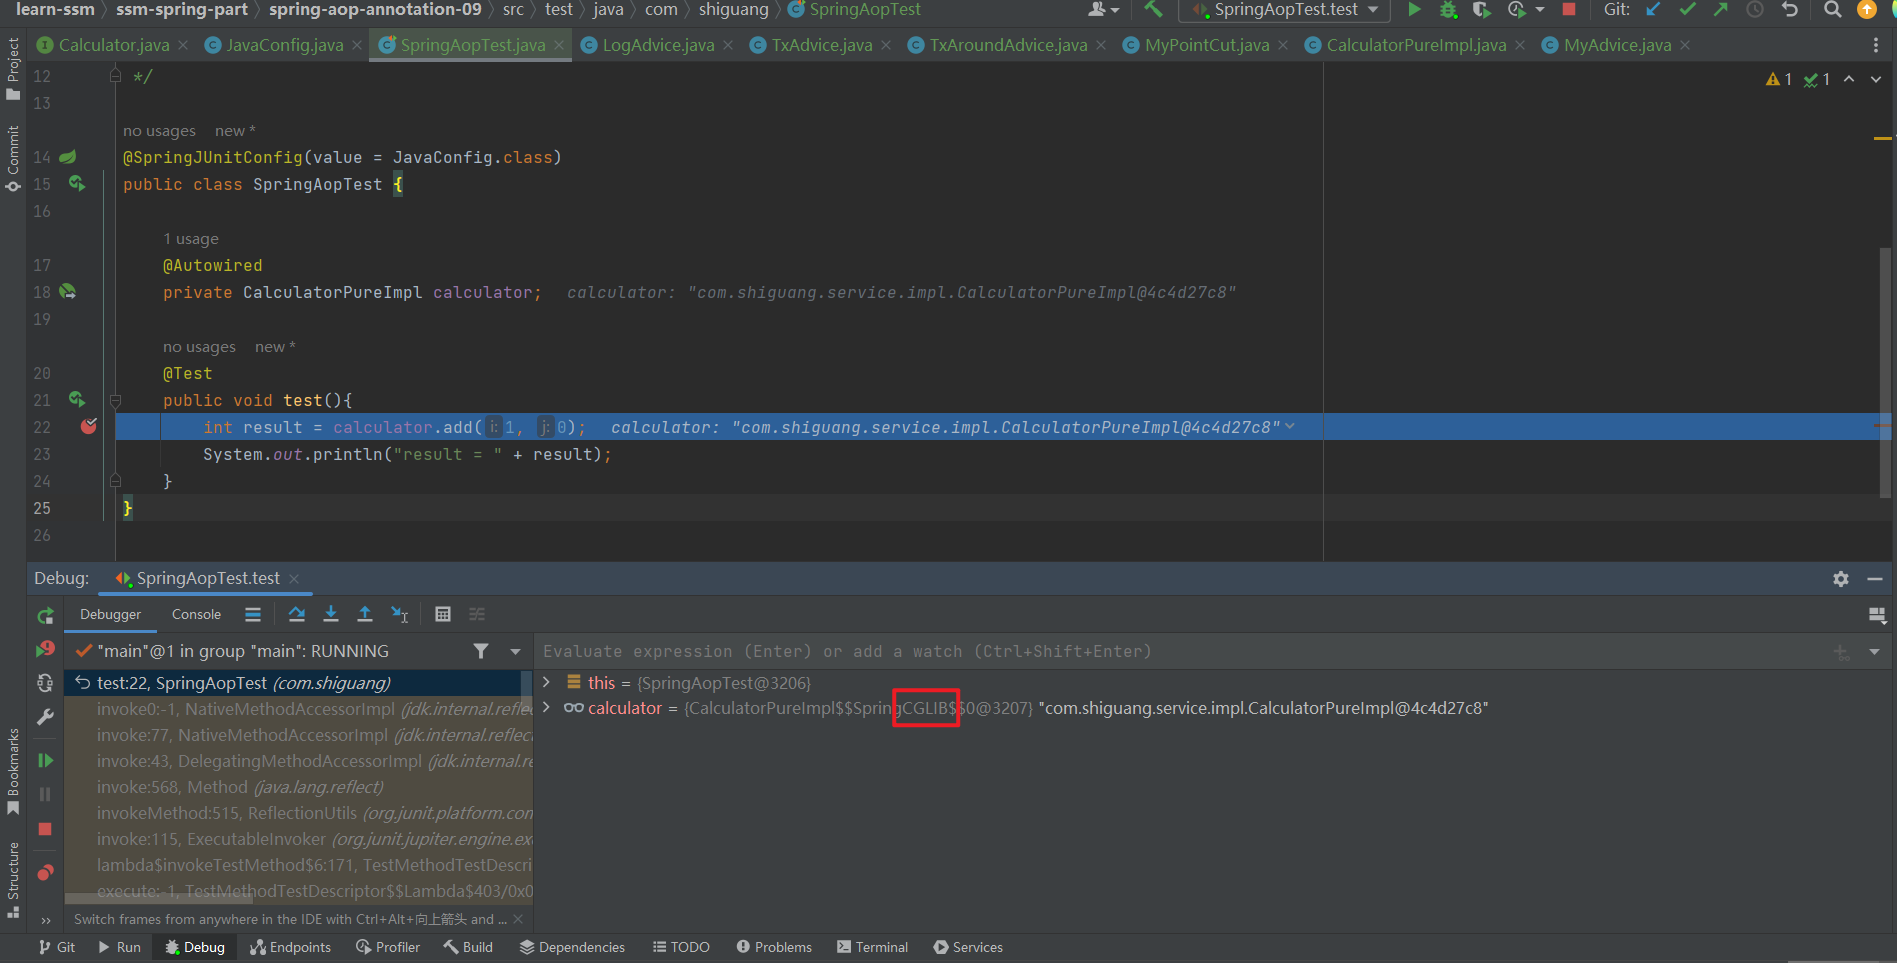 learn-ssm 〉 ssm-spring-part 〉 spring-aop-annotation-09 〉 src 〉 test 〉 java 〉 com 〉 shiguang 〉 SpringAopTest
SpringAopTest.test
Git:
Calculator.java
JavaConfig.java
SpringAopTest.java
LogAdvice.java
TxAdvice.java
TxAroundAdvice.java
MyPointCut.java
CalculatorPureImpl.java
MyAdvice.java
Project
Commit
Bookmarks
Structure
1 1
12 */
13
no usages new *
14 @SpringJUnitConfig(value = JavaConfig.class)
15 public class SpringAopTest {
16
1 usage
17 @Autowired
18 private CalculatorPureImpl calculator; calculator: "com.shiguang.service.impl.CalculatorPureImpl@4c4d27c8"
19
no usages new *
20 @Test
21 public void test(){
22 int result = calculator.add( i: 1, j: 0); calculator: "com.shiguang.service.impl.CalculatorPureImpl@4c4d27c8"
23 System.out.println("result = " + result);
24 }
25 }
26
Debug: SpringAopTest.test
Debugger Console
"main"@1 in group "main": RUNNING
Evaluate expression (Enter) or add a watch (Ctrl+Shift+Enter)
test:22, SpringAopTest (com.shiguang)
invoke0:-1, NativeMethodAccessorImpl (jdk.internal.reflec
invoke:77, NativeMethodAccessorImpl (jdk.internal.reflect
invoke:43, DelegatingMethodAccessorImpl (jdk.internal.re
invoke:568, Method (java.lang.reflect)
invokeMethod:515, ReflectionUtils (org.junit.platform.con
invoke:115, ExecutableInvoker (org.junit.jupiter.engine.exe
lambda$invokeTestMethod$6:171, TestMethodTestDescri
execute:-1, TestMethodTestDescriptor$$Lambda$403/0x0
this = {SpringAopTest@3206}
calculator = {CalculatorPureImpl$$SpringCGLIB$$0@3207} "com.shiguang.service.impl.CalculatorPureImpl@4c4d27c8"
Switch frames from anywhere in the IDE with Ctrl+Alt+向上箭头 and ...
Git Run Debug Endpoints Profiler Build Dependencies TODO Problems Terminal Services